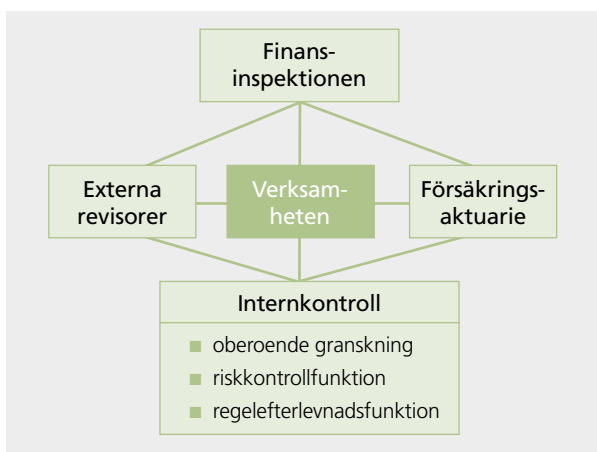 Finans-
inspektionen
Externa
revisorer
Verksam-
heten
Försäkrings-
aktuarie
Internkontroll
■ oberoende granskning
■ riskkontrollfunktion
■ regelefterlevnadsfunktion